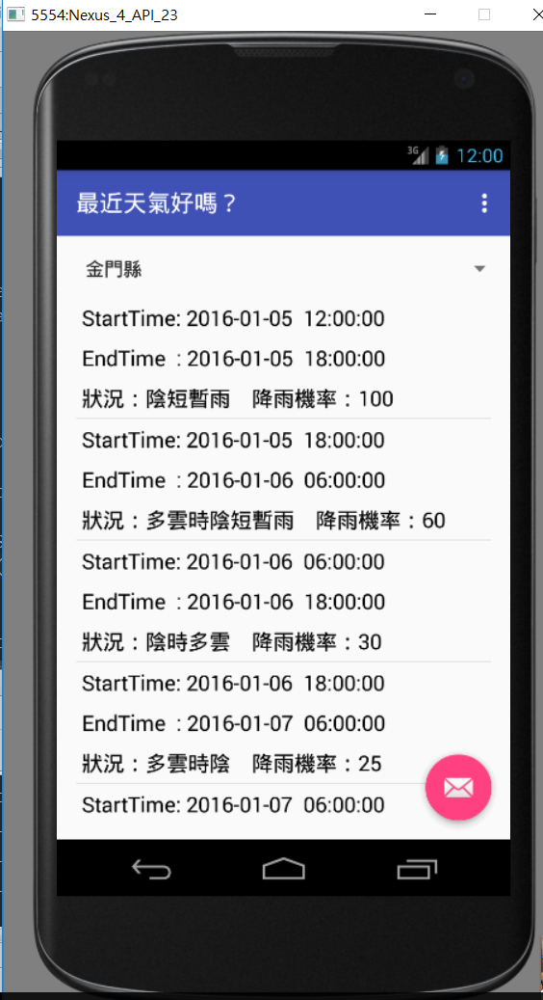 5554:Nexus_4_API_23
3G 12:00
最近天氣好嗎？
金門縣
StartTime: 2016-01-05  12:00:00
EndTime  : 2016-01-05  18:00:00
狀況：陰短暫雨　降雨機率：100
StartTime: 2016-01-05  18:00:00
EndTime  : 2016-01-06  06:00:00
狀況：多雲時陰短暫雨　降雨機率：60
StartTime: 2016-01-06  06:00:00
EndTime  : 2016-01-06  18:00:00
狀況：陰時多雲　降雨機率：30
StartTime: 2016-01-06  18:00:00
EndTime  : 2016-01-07  06:00:00
狀況：多雲時陰　降雨機率：25
StartTime: 2016-01-07  06:00:00